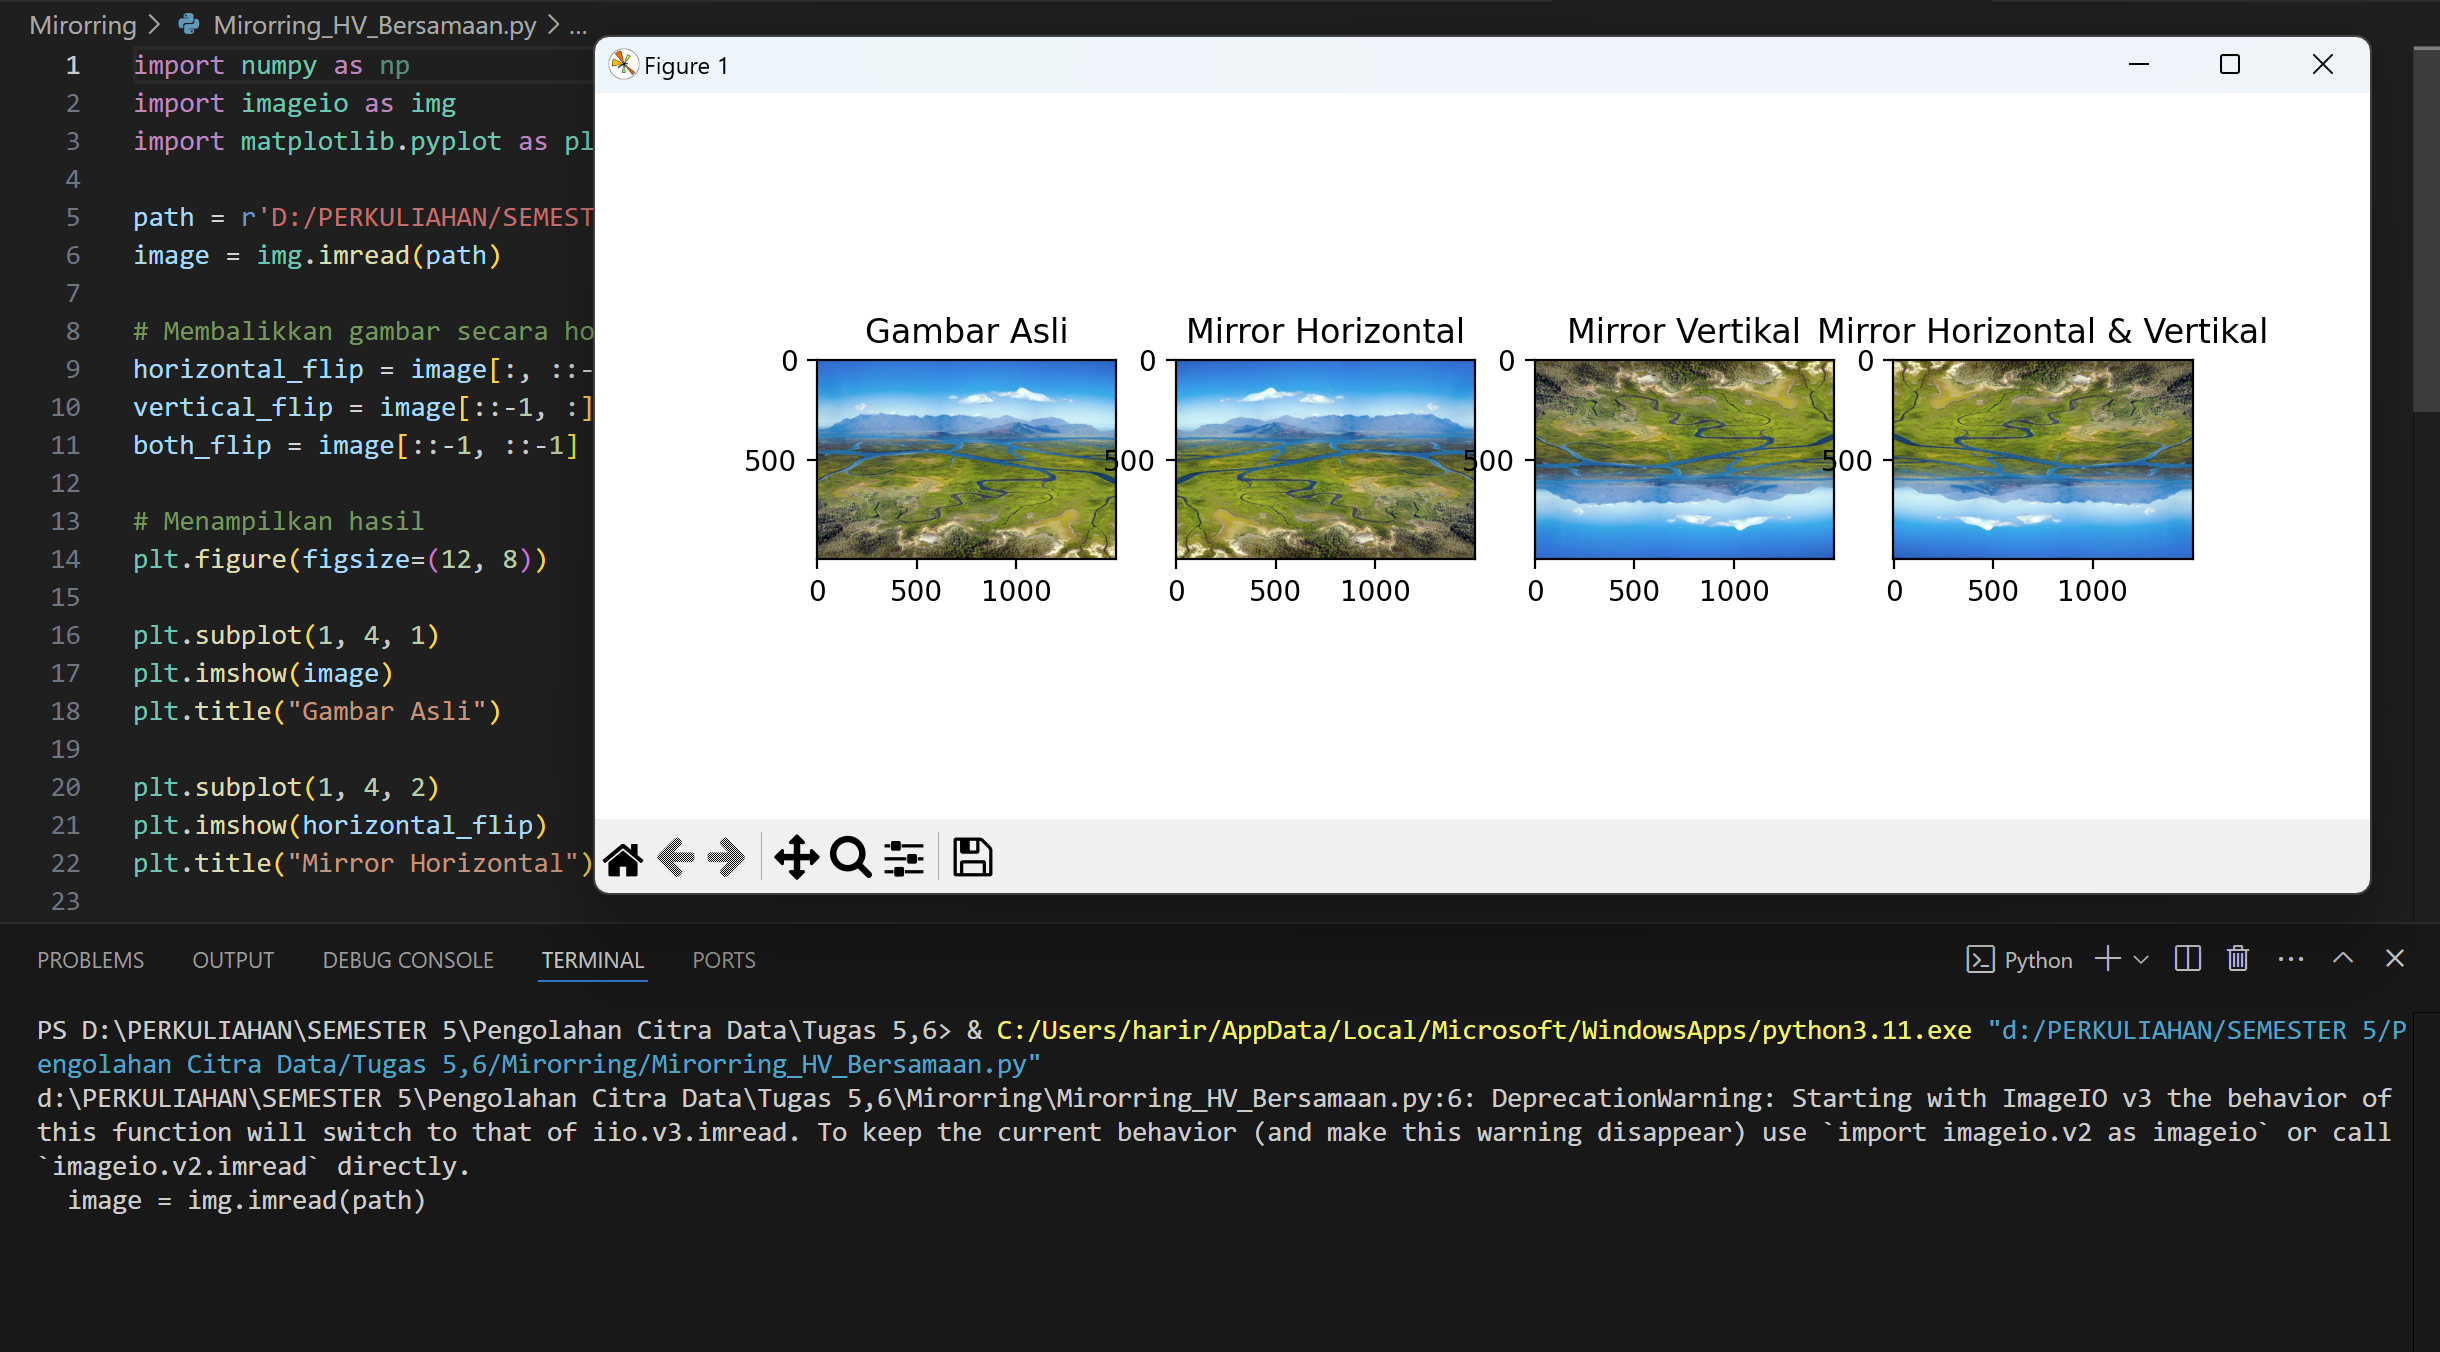 Mirorring > Mirorring_HV_Bersamaan.py > ...
1 import numpy as np
2 import imageio as img
3 import matplotlib.pyplot as pl
4
5 path = r'D:/PERKULIAHAN/SEMEST
6 image = img.imread(path)
7
8 # Membalikkan gambar secara ho
9 horizontal_flip = image[:, ::-
10 vertical_flip = image[::-1, :]
11 both_flip = image[::-1, ::-1]
12
13 # Menampilkan hasil
14 plt.figure(figsize=(12, 8))
15
16 plt.subplot(1, 4, 1)
17 plt.imshow(image)
18 plt.title("Gambar Asli")
19
20 plt.subplot(1, 4, 2)
21 plt.imshow(horizontal_flip)
22 plt.title("Mirror Horizontal")
23
Figure 1
Gambar Asli Mirror Horizontal Mirror Vertikal Mirror Horizontal & Vertikal
0 0 0 0
500 500 500 500
0 500 1000 0 500 1000 0 500 1000 0 500 1000
PROBLEMS OUTPUT DEBUG CONSOLE TERMINAL PORTS Python
PS D:\PERKULIAHAN\SEMESTER 5\Pengolahan Citra Data\Tugas 5,6> & C:/Users/harir/AppData/Local/Microsoft/WindowsApps/python3.11.exe "d:/PERKULIAHAN/SEMESTER 5/P
engolahan Citra Data/Tugas 5,6/Mirorring/Mirorring_HV_Bersamaan.py"
d:\PERKULIAHAN\SEMESTER 5\Pengolahan Citra Data\Tugas 5,6\Mirorring\Mirorring_HV_Bersamaan.py:6: DeprecationWarning: Starting with ImageIO v3 the behavior of
this function will switch to that of iio.v3.imread. To keep the current behavior (and make this warning disappear) use `import imageio.v2 as imageio` or call
`imageio.v2.imread` directly.
  image = img.imread(path)